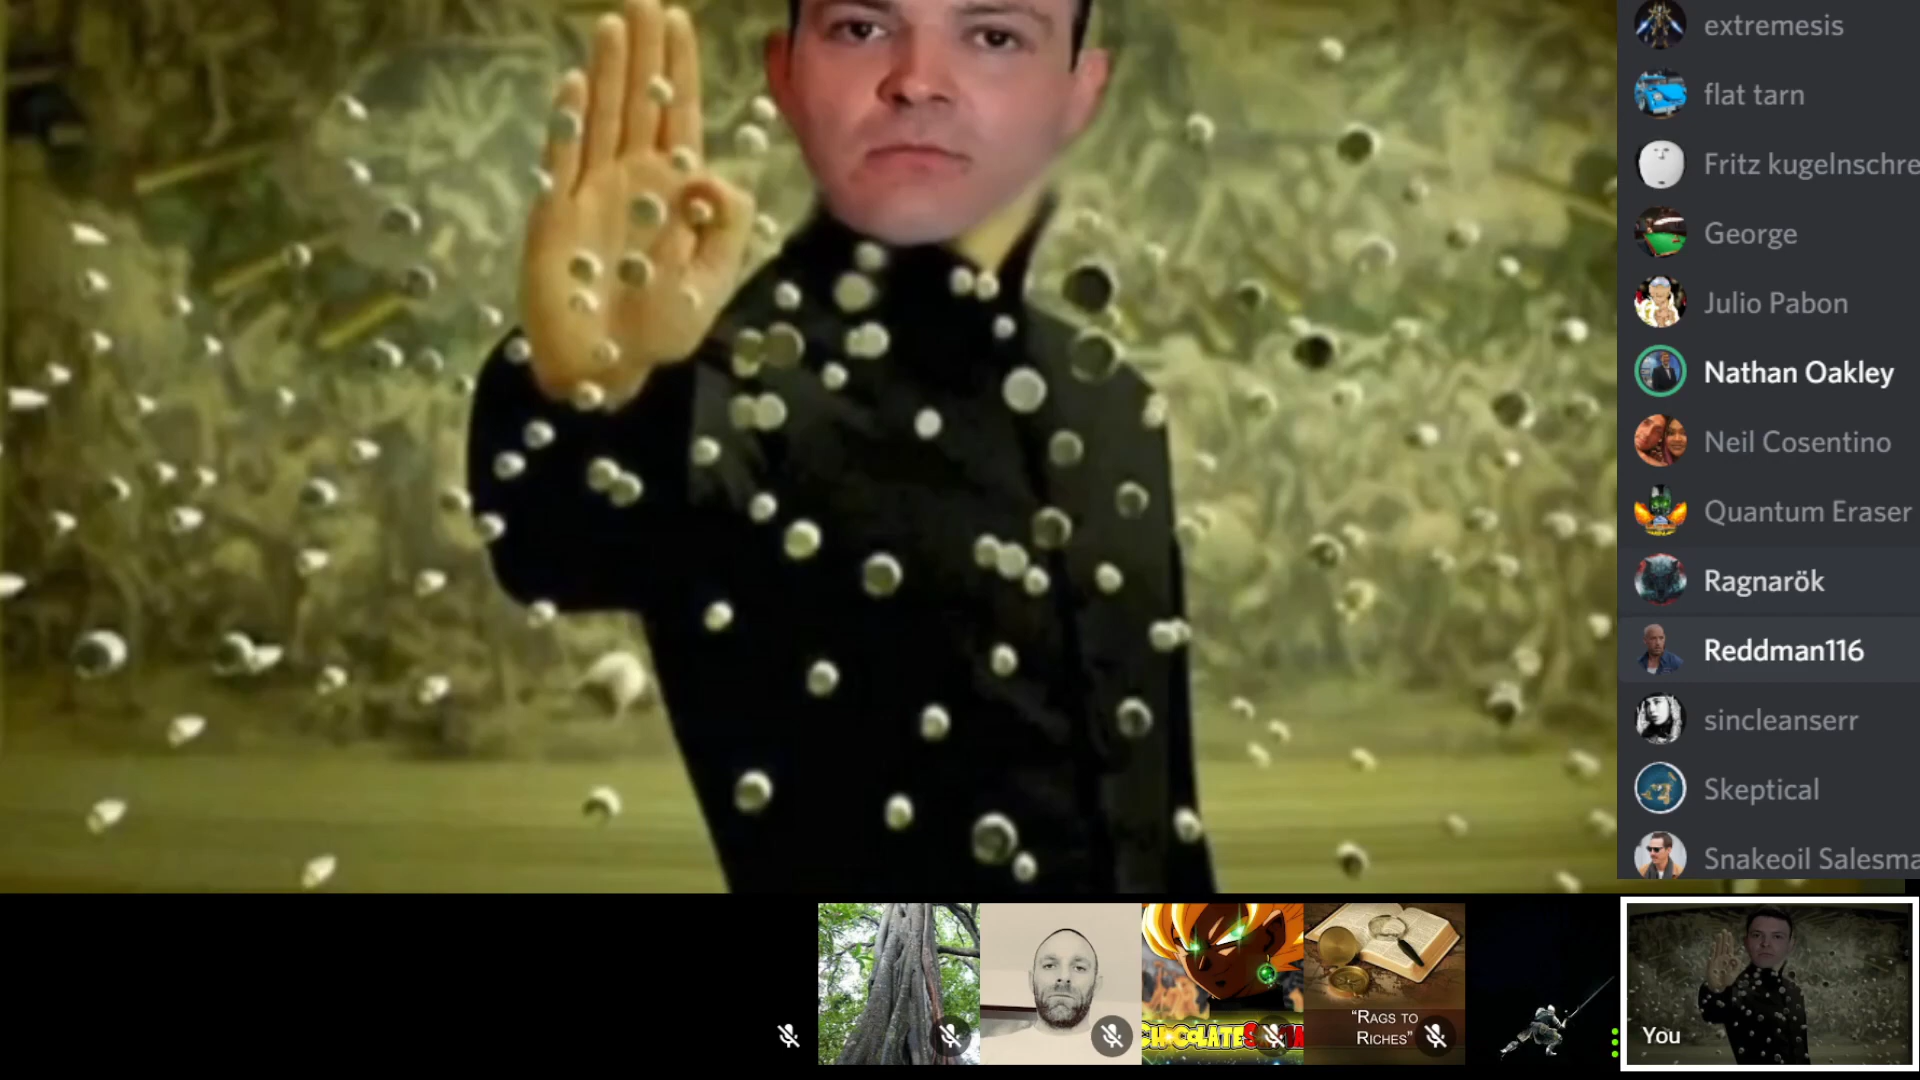 extremesis
flat tarn
Fritz kugelnschre
George
Julio Pabon
Nathan Oakley
Neil Cosentino
Quantum Eraser
Ragnarök
Reddman116
sincleanserr
Skeptical
Snakeoil Salesma
"RAGS TO
RICHES"
You